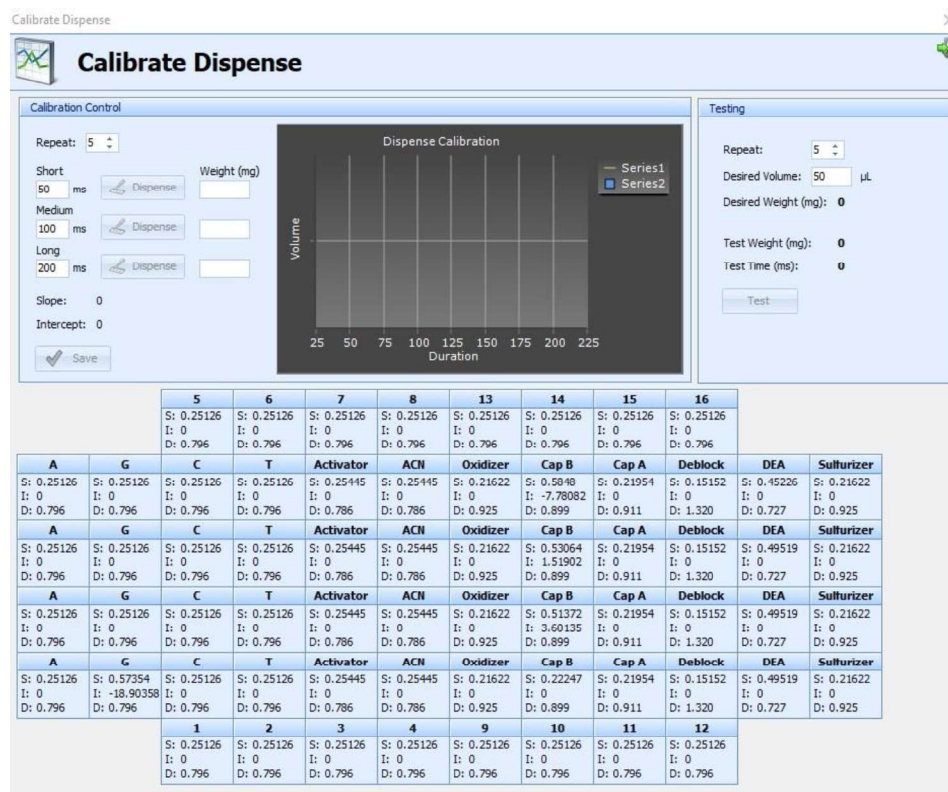 Calibrate Dispense
Calibrate Dispense
Calibration Control
Repeat: 5
Short
50 ms Dispense
Weight (mg)
Medium
100 ms Dispense
Long
200 ms Dispense
Slope: 0
Intercept: 0
Save
Dispense Calibration
Series1
Series2
Volume
25 50 75 100 125 150 175 200 225
Duration
Testing
Repeat: 5
Desired Volume: 50 µL
Desired Weight (mg): 0
Test Weight (mg): 0
Test Time (ms): 0
Test
5 6 7 8 13 14 15 16
S: 0.25126 S: 0.25126 S: 0.25126 S: 0.25126 S: 0.25126 S: 0.25126 S: 0.25126 S: 0.25126
I: 0 I: 0 I: 0 I: 0 I: 0 I: 0 I: 0 I: 0
D: 0.796 D: 0.796 D: 0.796 D: 0.796 D: 0.796 D: 0.796 D: 0.796 D: 0.796
A G C T Activator ACN Oxidizer Cap B Cap A Deblock DEA Sulfurizer
S: 0.25126 S: 0.25126 S: 0.25126 S: 0.25126 S: 0.25445 S: 0.25445 S: 0.21622 S: 0.5848 S: 0.21954 S: 0.15152 S: 0.45226 S: 0.21622
I: 0 I: 0 I: 0 I: 0 I: 0 I: 0 I: 0 I: -7.78082 I: 0 I: 0 I: 0 I: 0
D: 0.796 D: 0.796 D: 0.796 D: 0.796 D: 0.786 D: 0.786 D: 0.925 D: 0.899 D: 0.911 D: 1.320 D: 0.727 D: 0.925
A G C T Activator ACN Oxidizer Cap B Cap A Deblock DEA Sulfurizer
S: 0.25126 S: 0.25126 S: 0.25126 S: 0.25126 S: 0.25445 S: 0.25445 S: 0.21622 S: 0.53064 S: 0.21954 S: 0.15152 S: 0.49519 S: 0.21622
I: 0 I: 0 I: 0 I: 0 I: 0 I: 0 I: 0 I: 1.51902 I: 0 I: 0 I: 0 I: 0
D: 0.796 D: 0.796 D: 0.796 D: 0.796 D: 0.786 D: 0.786 D: 0.925 D: 0.899 D: 0.911 D: 1.320 D: 0.727 D: 0.925
A G C T Activator ACN Oxidizer Cap B Cap A Deblock DEA Sulfurizer
S: 0.25126 S: 0.25126 S: 0.25126 S: 0.25126 S: 0.25445 S: 0.25445 S: 0.21622 S: 0.51372 S: 0.21954 S: 0.15152 S: 0.49519 S: 0.21622
I: 0 I: 0 I: 0 I: 0 I: 0 I: 0 I: 0 I: 3.60135 I: 0 I: 0 I: 0 I: 0
D: 0.796 D: 0.796 D: 0.796 D: 0.796 D: 0.786 D: 0.786 D: 0.925 D: 0.899 D: 0.911 D: 1.320 D: 0.727 D: 0.925
A G C T Activator ACN Oxidizer Cap B Cap A Deblock DEA Sulfurizer
S: 0.25126 S: 0.57354 S: 0.25126 S: 0.25126 S: 0.25445 S: 0.25445 S: 0.21622 S: 0.22247 S: 0.21954 S: 0.15152 S: 0.49519 S: 0.21622
I: 0 I: -18.90358 I: 0 I: 0 I: 0 I: 0 I: 0 I: 0 I: 0 I: 0 I: 0 I: 0
D: 0.796 D: 0.796 D: 0.796 D: 0.796 D: 0.786 D: 0.786 D: 0.925 D: 0.899 D: 0.911 D: 1.320 D: 0.727 D: 0.925
1 2 3 4 9 10 11 12
S: 0.25126 S: 0.25126 S: 0.25126 S: 0.25126 S: 0.25126 S: 0.25126 S: 0.25126 S: 0.25126
I: 0 I: 0 I: 0 I: 0 I: 0 I: 0 I: 0 I: 0
D: 0.796 D: 0.796 D: 0.796 D: 0.796 D: 0.796 D: 0.796 D: 0.796 D: 0.796